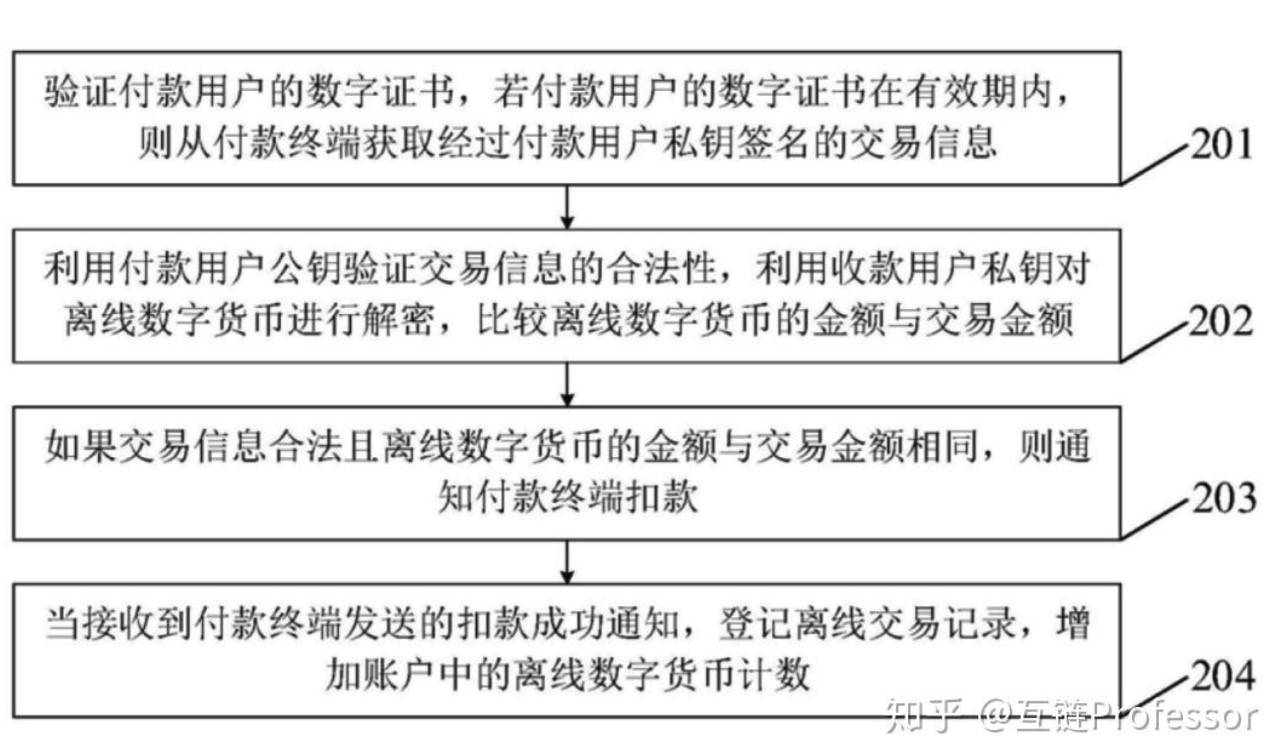 验证付款用户的数字证书，若付款用户的数字证书在有效期内，
则从付款终端获取经过付款用户私钥签名的交易信息
201
利用付款用户公钥验证交易信息的合法性，利用收款用户私钥对
离线数字货币进行解密，比较离线数字货币的金额与交易金额
202
如果交易信息合法且离线数字货币的金额与交易金额相同，则通
知付款终端扣款
203
当接收到付款终端发送的扣款成功通知，登记离线交易记录，增
加账户中的离线数字货币计数
204
知乎 @互链Professor